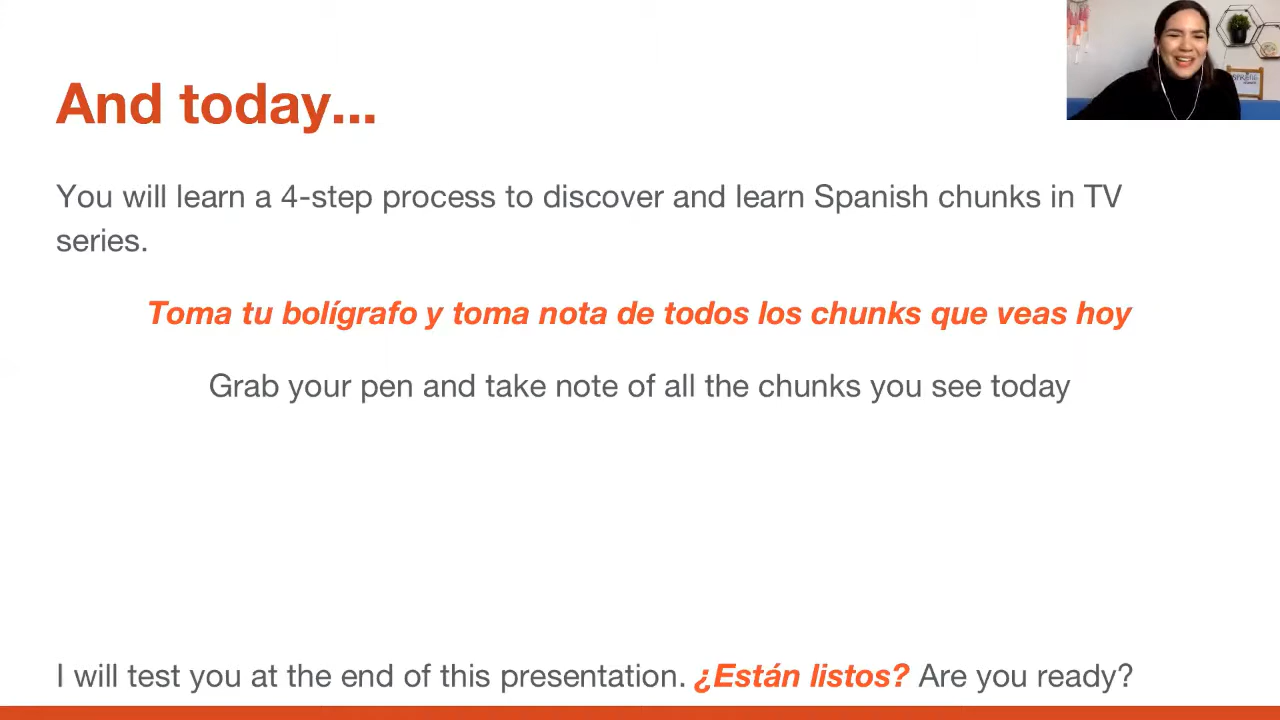 And today...
You will learn a 4-step process to discover and learn Spanish chunks in TV
series.
Toma tu bolígrafo y toma nota de todos los chunks que veas hoy
Grab your pen and take note of all the chunks you see today
I will test you at the end of this presentation. ¿Están listos? Are you ready?